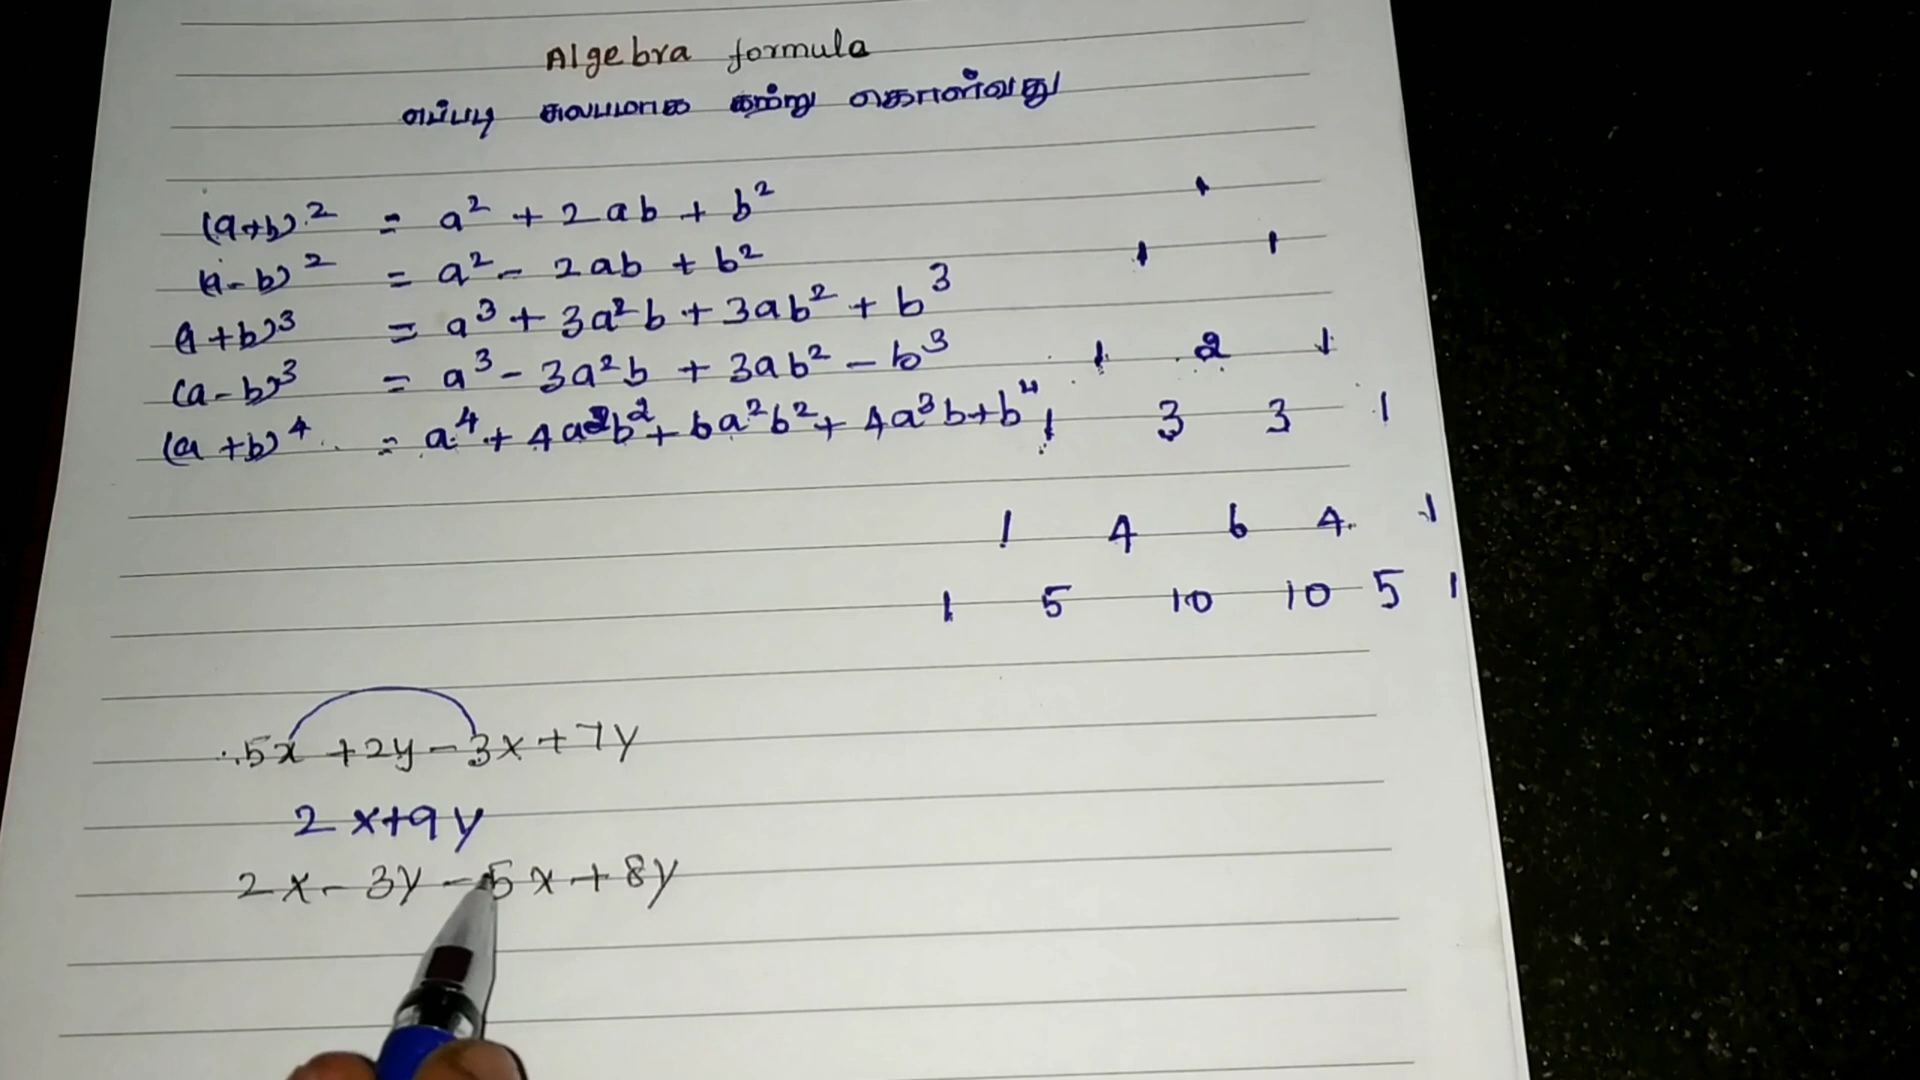 Algebra formula
எப்படி சுலபமாக கற்று கொள்வது
(a+b)² = a² + 2ab + b²
(a-b)² = a² - 2ab + b²
(a+b)³ = a³ + 3a²b + 3ab² + b³
(a-b)³ = a³ - 3a²b + 3ab² - b³
(a+b)⁴ = a⁴ + 4a³b² + 6a²b² + 4a³b + b⁴
1
1 1
1 2 1
1 3 3 1
1 4 6 4 1
1 5 10 10 5 1
5x + 2y - 3x + 7y
2x + 9y
2x - 3y - 5x + 8y